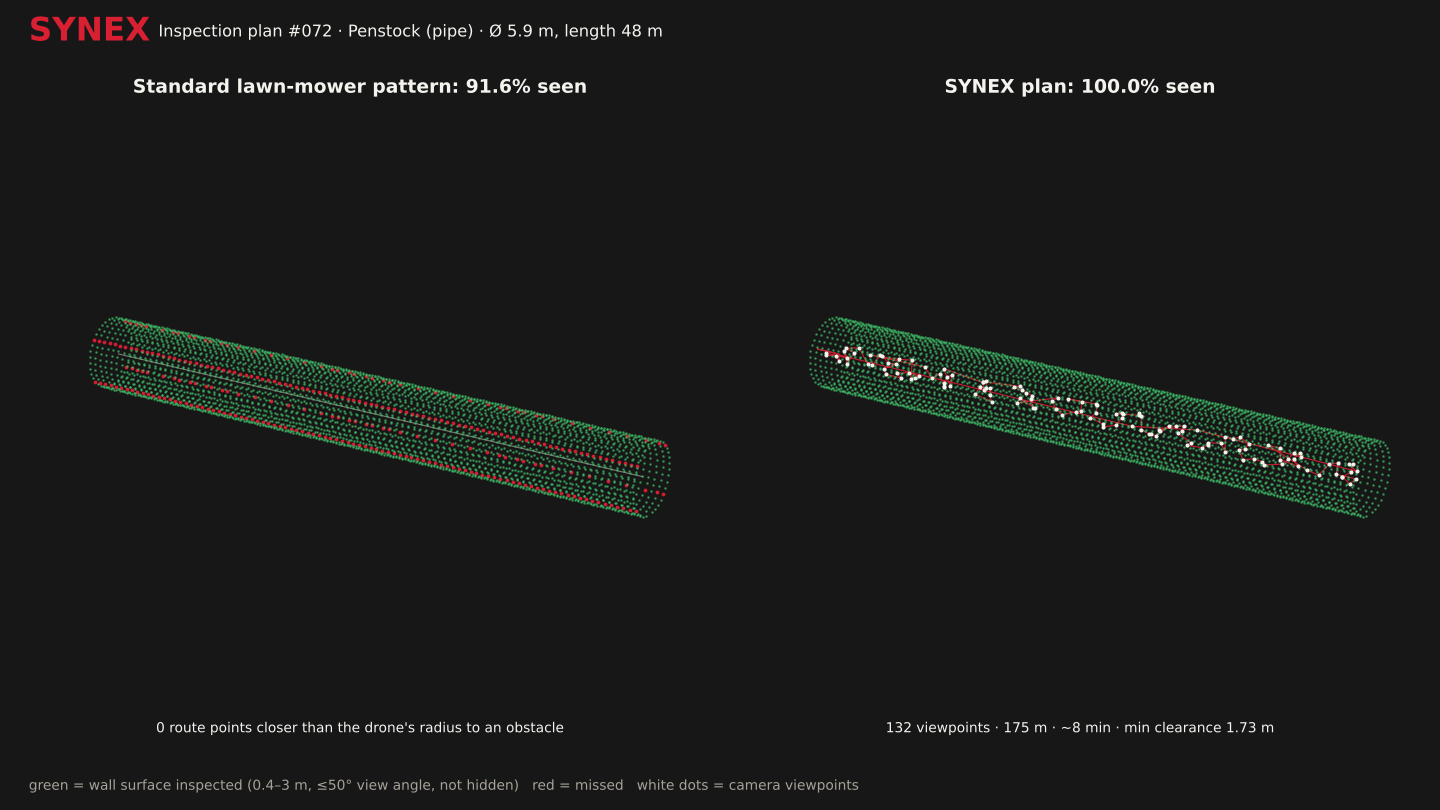 SYNEX Inspection plan #072 · Penstock (pipe) · Ø 5.9 m, length 48 m
Standard lawn-mower pattern: 91.6% seen
SYNEX plan: 100.0% seen
0 route points closer than the drone's radius to an obstacle
132 viewpoints · 175 m · ~8 min · min clearance 1.73 m
green = wall surface inspected (0.4–3 m, ≤50° view angle, not hidden)   red = missed   white dots = camera viewpoints